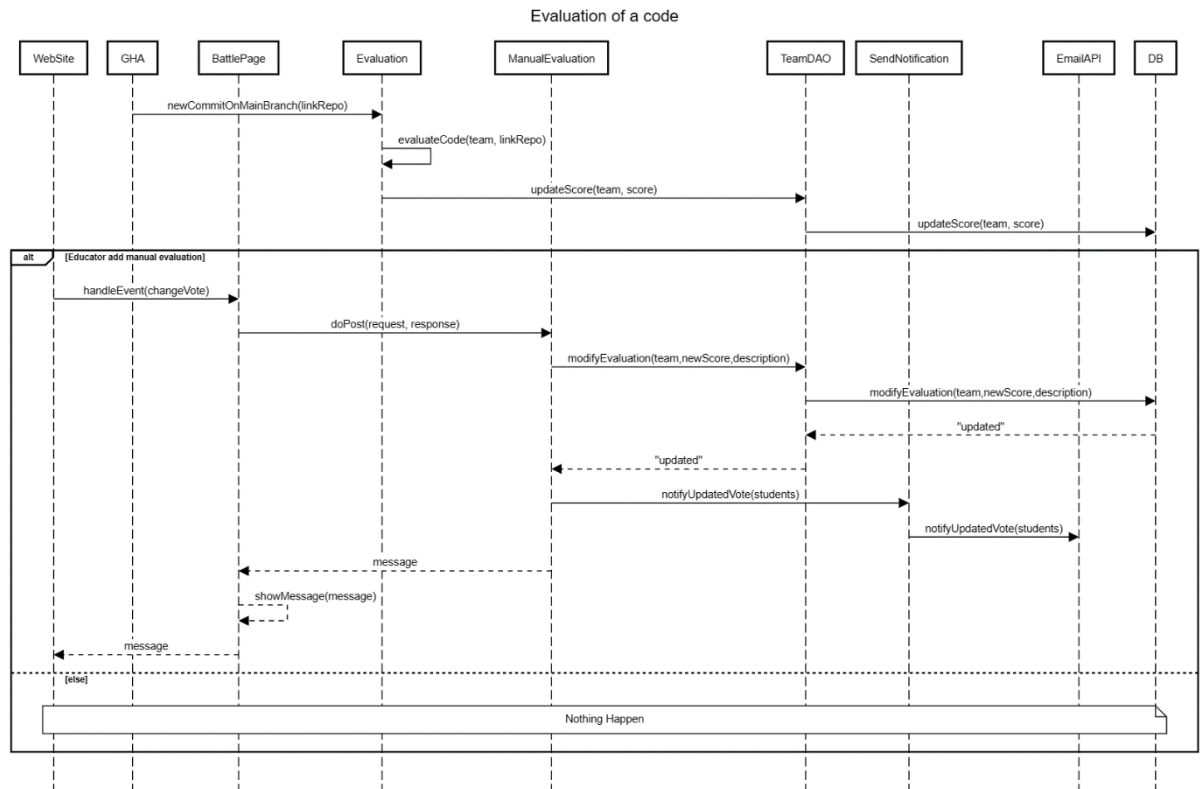 Evaluation of a code
WebSite
GHA
BattlePage
Evaluation
ManualEvaluation
TeamDAO
SendNotification
EmailAPI
DB
newCommitOnMainBranch(linkRepo)
evaluateCode(team, linkRepo)
updateScore(team, score)
updateScore(team, score)
alt
[Educator add manual evaluation]
handleEvent(changeVote)
doPost(request, response)
modifyEvaluation(team,newScore,description)
modifyEvaluation(team,newScore,description)
"updated"
"updated"
notifyUpdatedVote(students)
notifyUpdatedVote(students)
message
showMessage(message)
message
[else]
Nothing Happen